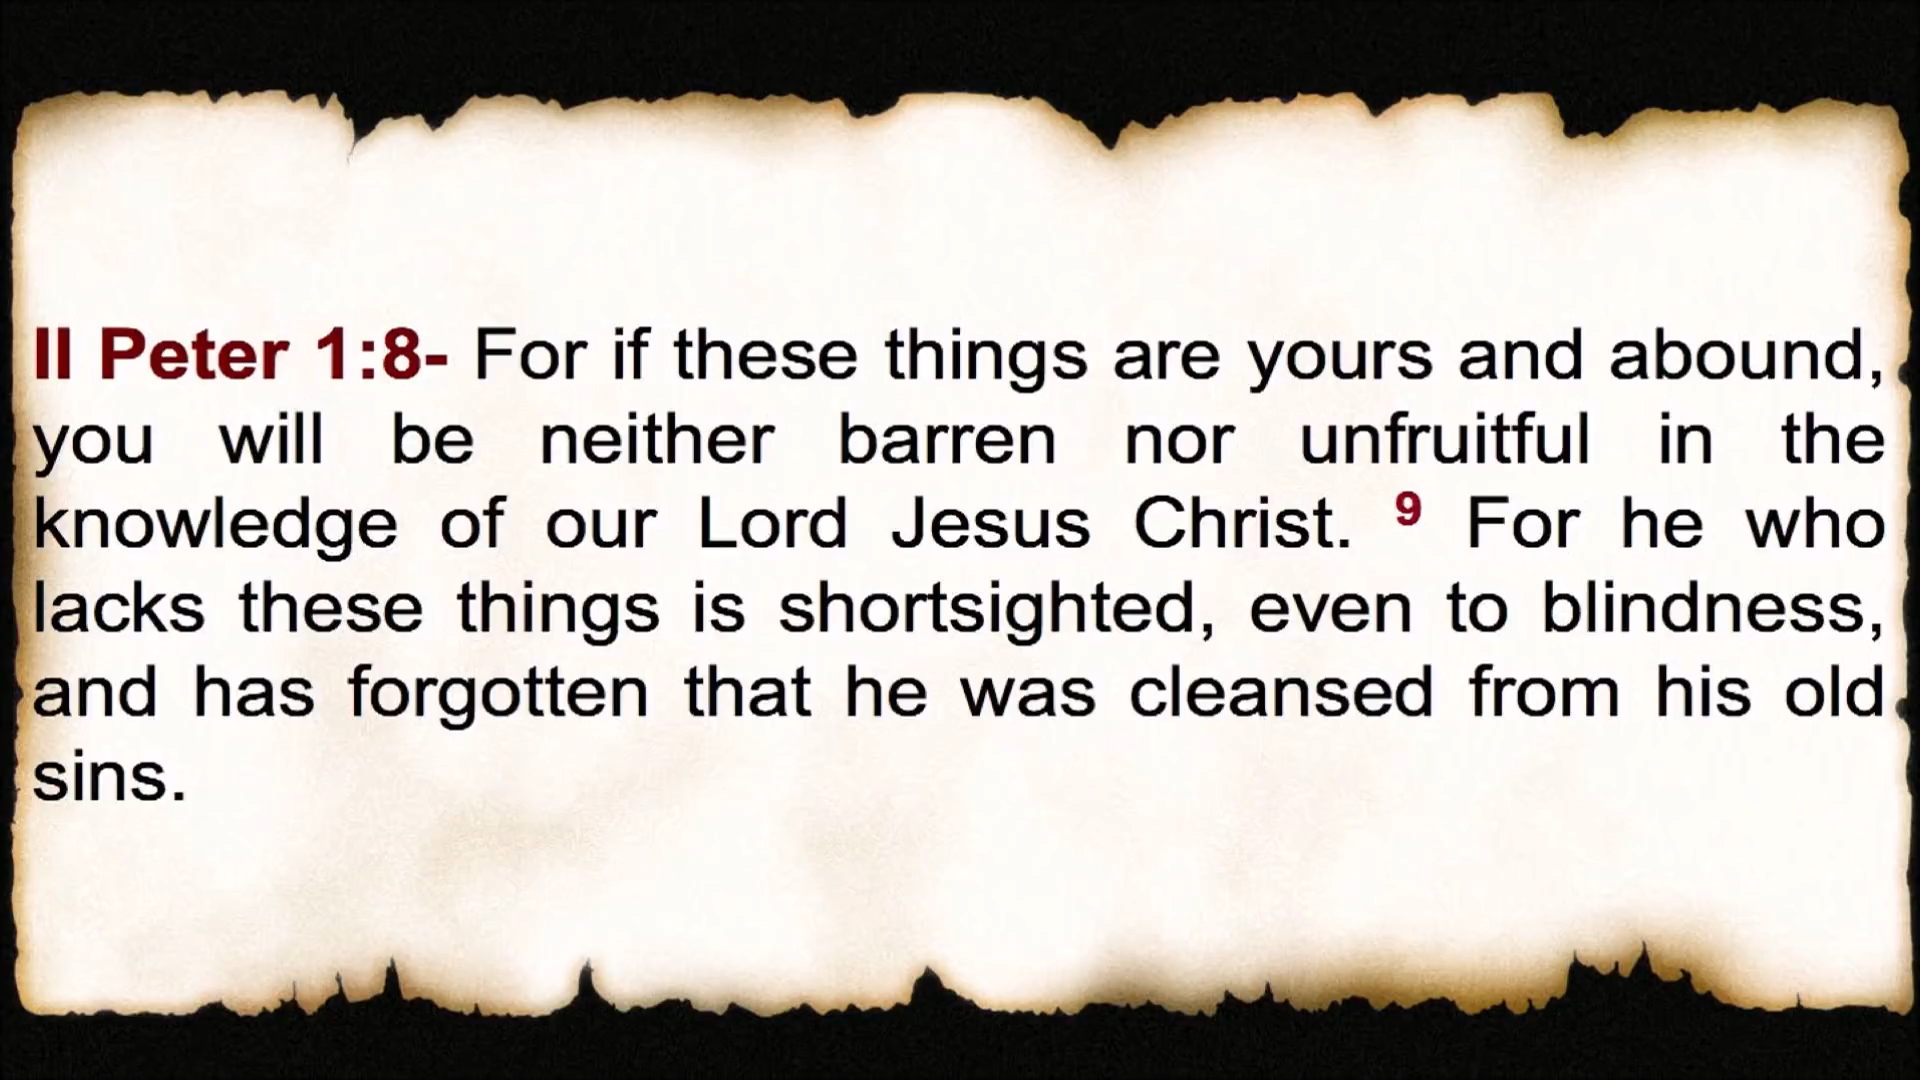 II Peter 1:8- For if these things are yours and abound,
you will be neither barren nor unfruitful in the
knowledge of our Lord Jesus Christ. 9 For he who
lacks these things is shortsighted, even to blindness,
and has forgotten that he was cleansed from his old
sins.